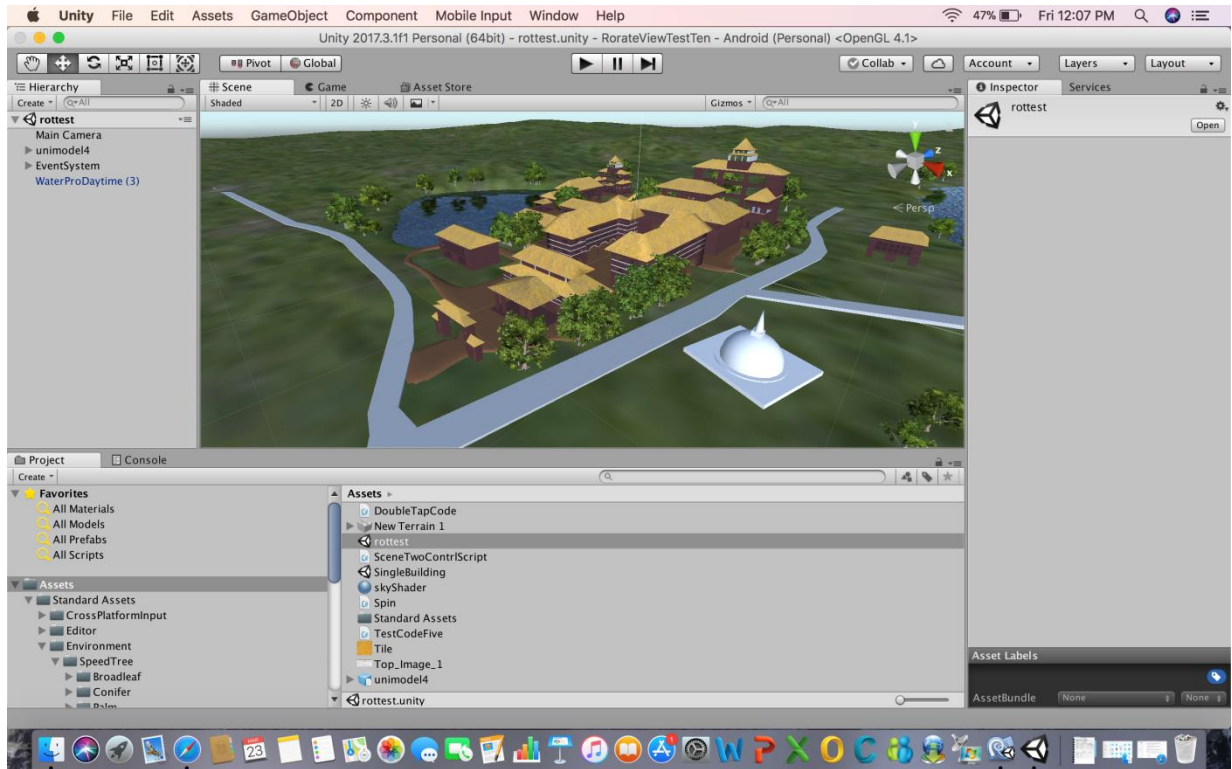 Unity File Edit Assets GameObject Component Mobile Input Window Help 47% Fri 12:07 PM
Unity 2017.3.1f1 Personal (64bit) - rottest.unity - RorateViewTestTen - Android (Personal) <OpenGL 4.1>
Pivot Global Collab Account Layers Layout
Hierarchy Scene Game Asset Store Inspector Services
Create All Shaded 2D Gizmos All
rottest
Main Camera
unimodel4
EventSystem
WaterProDaytime (3)
y
z
x
Persp
rottest
Open
Project Console
Create
Favorites
All Materials
All Models
All Prefabs
All Scripts
Assets
Standard Assets
CrossPlatformInput
Editor
Environment
SpeedTree
Broadleaf
Conifer
Palm
Assets
DoubleTapCode
New Terrain 1
rottest
SceneTwoContrlScript
SingleBuilding
skyShader
Spin
Standard Assets
TestCodeFive
Tile
Top_Image_1
unimodel4
rottest.unity
Asset Labels
AssetBundle None None
23 W P X O C